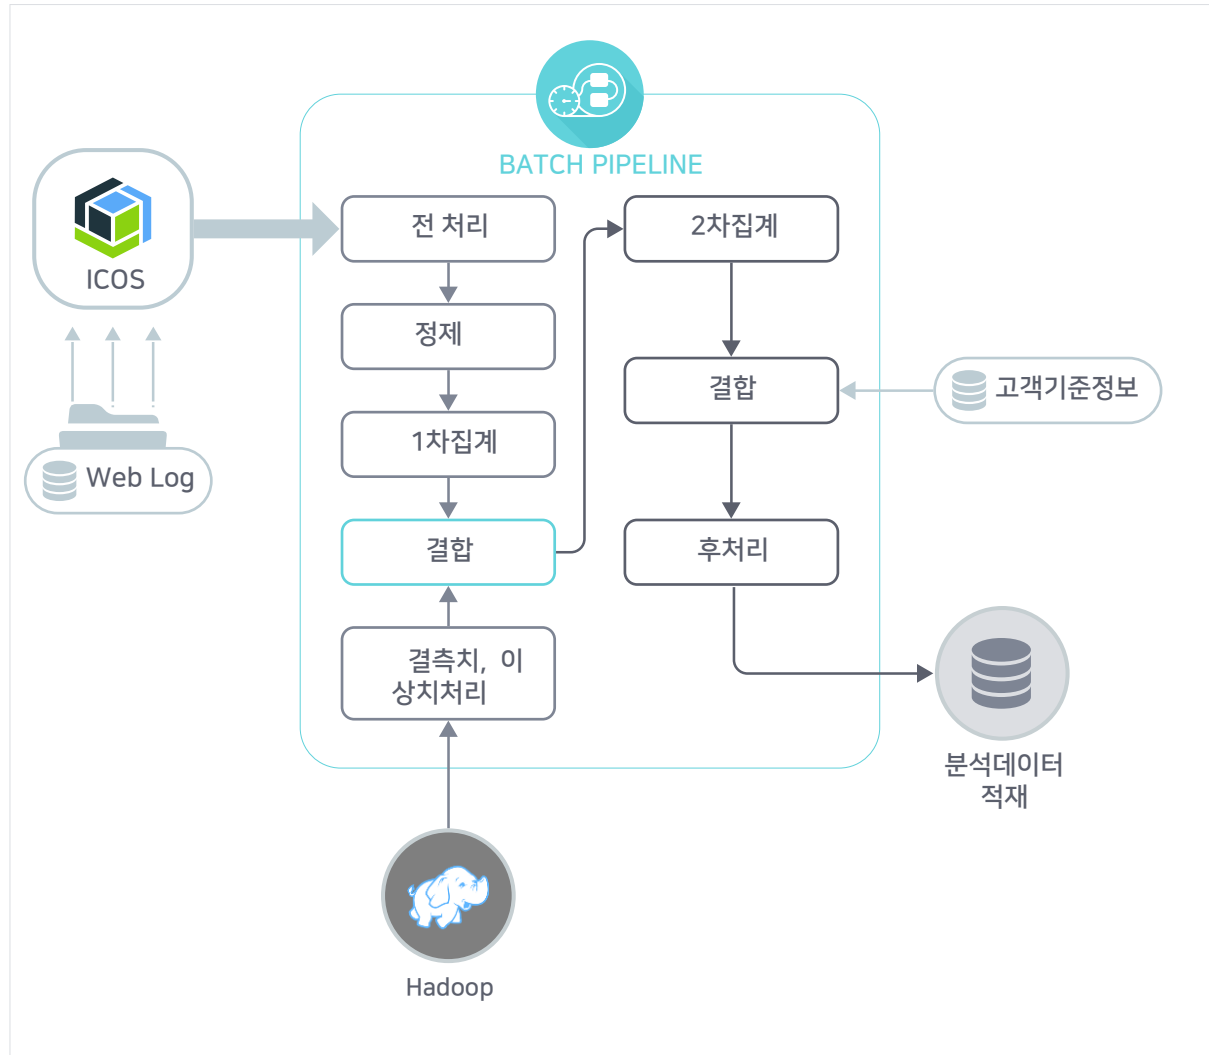 BATCH PIPELINE
ICOS
Web Log
전 처리
정제
1차집계
결합
결측치, 이
상치처리
Hadoop
2차집계
결합
후처리
고객기준정보
분석데이터
적재